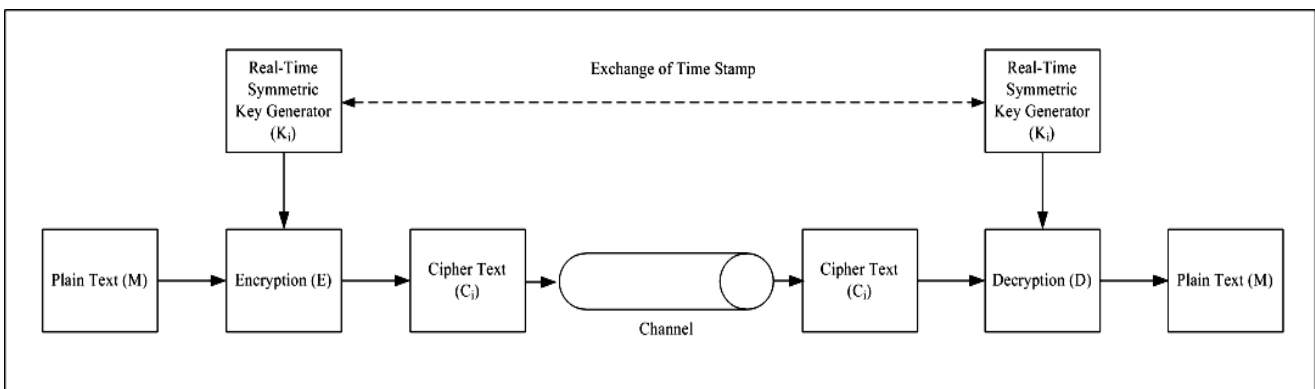 Real-Time
Symmetric
Key Generator
(Kᵢ)
Exchange of Time Stamp
Real-Time
Symmetric
Key Generator
(Kᵢ)
Plain Text (M)
Encryption (E)
Cipher Text
(Cᵢ)
Channel
Cipher Text
(Cᵢ)
Decryption (D)
Plain Text (M)